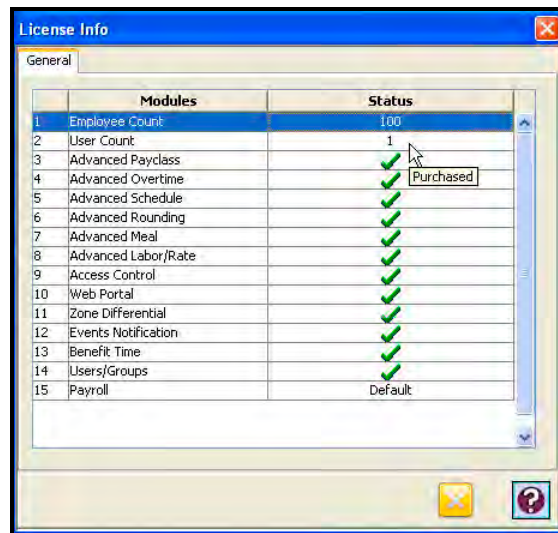 License Info
General
Modules Status
1 Employee Count 100
2 User Count 1
3 Advanced Payclass
Purchased
4 Advanced Overtime
5 Advanced Schedule
6 Advanced Rounding
7 Advanced Meal
8 Advanced Labor/Rate
9 Access Control
10 Web Portal
11 Zone Differential
12 Events Notification
13 Benefit Time
14 Users/Groups
15 Payroll Default
?